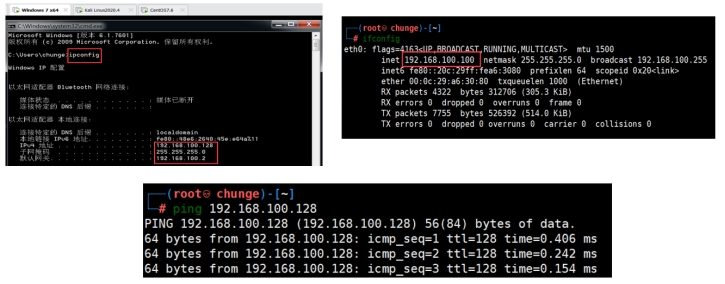 Windows 7 x64 Kali Linux2020.4 CentOS7.6
C:\Windows\system32\cmd.exe
Microsoft Windows [版本 6.1.7601]
版权所有 (c) 2009 Microsoft Corporation. 保留所有权利。
C:\Users\chunge>ipconfig
Windows IP 配置
以太网适配器 Bluetooth 网络连接:
媒体状态 . . . . . . . . . . . . : 媒体已断开
连接特定的 DNS 后缀 . . . . . . . :
以太网适配器 本地连接:
连接特定的 DNS 后缀 . . . . . . . : localdomain
本地链接 IPv6 地址. . . . . . . . :
IPv4 地址 . . . . . . . . . . . . : 192.168.100.128
子网掩码 . . . . . . . . . . . . : 255.255.255.0
默认网关. . . . . . . . . . . . . : 192.168.100.2
(root chunge)-[~]
# ifconfig
eth0: flags=4163<UP,BROADCAST,RUNNING,MULTICAST> mtu 1500
inet 192.168.100.100 netmask 255.255.255.0 broadcast 192.168.100.255
inet6 fe80::20c:29ff:fea6:3080 prefixlen 64 scopeid 0x20<link>
ether 00:0c:29:a6:30:80 txqueuelen 1000 (Ethernet)
RX packets 4322 bytes 312706 (305.3 KiB)
RX errors 0 dropped 0 overruns 0 frame 0
TX packets 7755 bytes 526392 (514.0 KiB)
TX errors 0 dropped 0 overruns 0 carrier 0 collisions 0
(root chunge)-[~]
# ping 192.168.100.128
PING 192.168.100.128 (192.168.100.128) 56(84) bytes of data.
64 bytes from 192.168.100.128: icmp_seq=1 ttl=128 time=0.406 ms
64 bytes from 192.168.100.128: icmp_seq=2 ttl=128 time=0.242 ms
64 bytes from 192.168.100.128: icmp_seq=3 ttl=128 time=0.154 ms